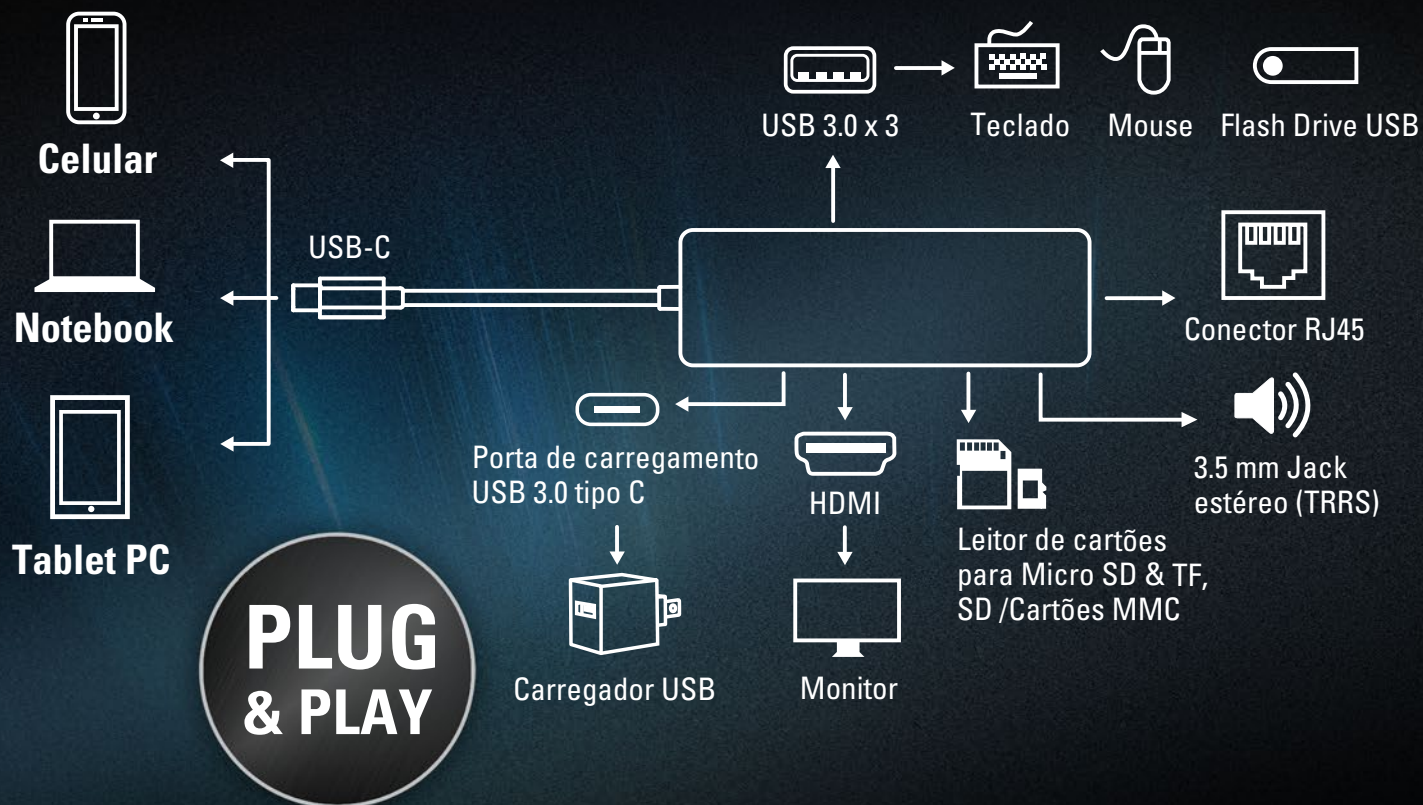 Celular
Notebook
Tablet PC
USB-C
USB 3.0 x 3
Teclado
Mouse
Flash Drive USB
Conector RJ45
3.5 mm Jack
estéreo (TRRS)
Porta de carregamento
USB 3.0 tipo C
Carregador USB
HDMI
Monitor
Leitor de cartões
para Micro SD & TF,
SD /Cartões MMC
PLUG
& PLAY